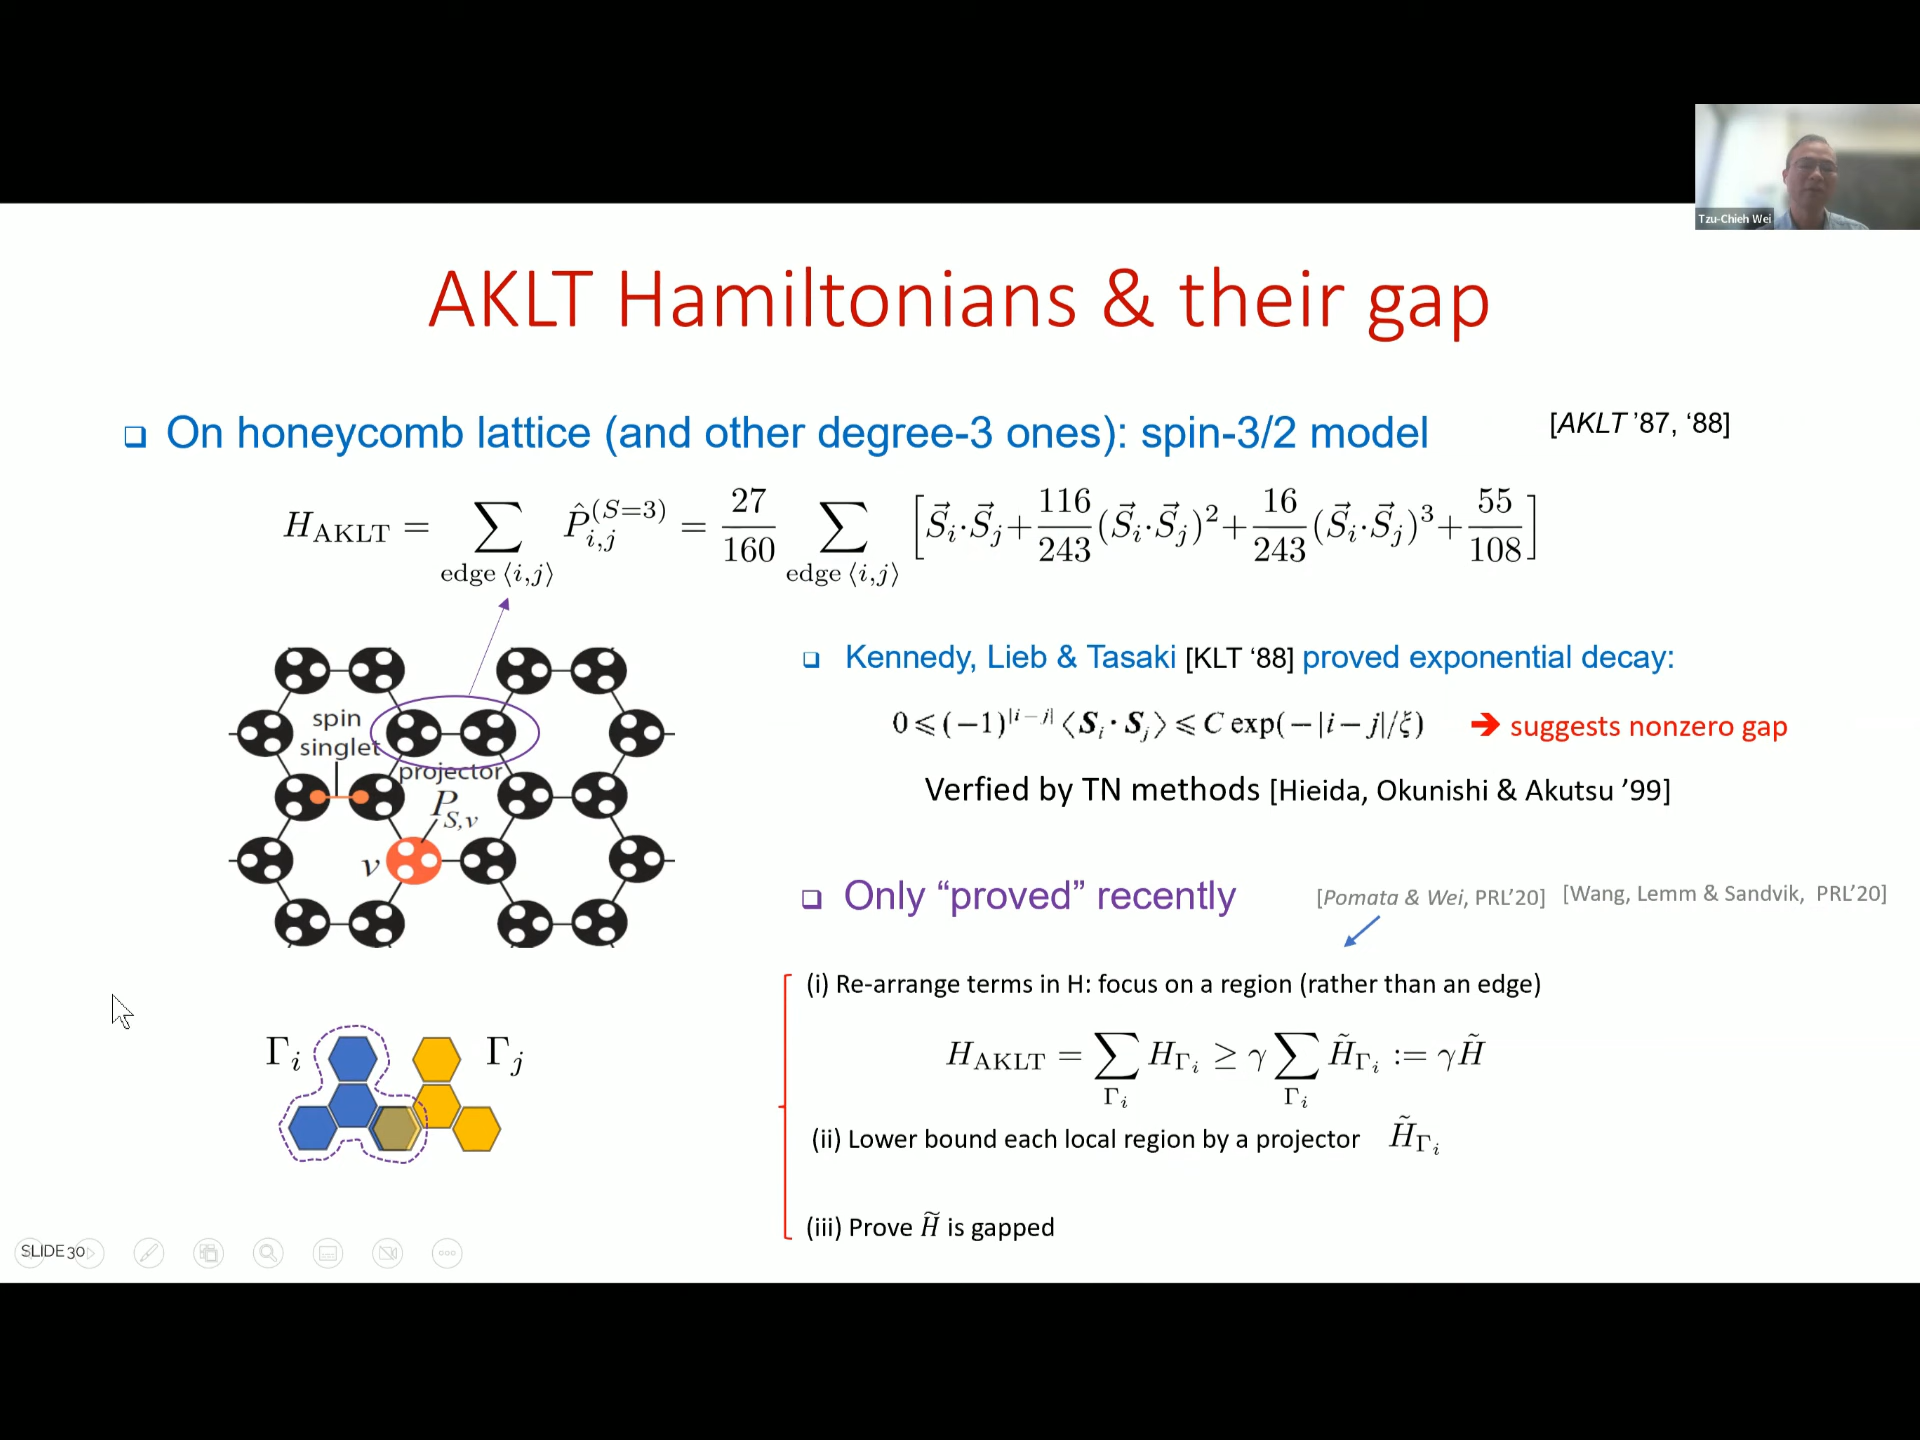 Tzu-Chieh Wei
AKLT Hamiltonians & their gap
❑ On honeycomb lattice (and other degree-3 ones): spin-3/2 model [AKLT ’87, ‘88]
H_AKLT = ∑_{edge ⟨i,j⟩} P̂_{i,j}^{(S=3)} = 27/160 ∑_{edge ⟨i,j⟩} [S⃗_i·S⃗_j + 116/243 (S⃗_i·S⃗_j)² + 16/243 (S⃗_i·S⃗_j)³ + 55/108]
spin
singlet
projector
P_{S,v}
v
❑ Kennedy, Lieb & Tasaki [KLT ‘88] proved exponential decay:
0 ⩽ (−1)^{|i−j|} ⟨S_i · S_j⟩ ⩽ C exp(−|i−j|/ξ) ➔ suggests nonzero gap
Verfied by TN methods [Hieida, Okunishi & Akutsu ’99]
❑ Only “proved” recently [Pomata & Wei, PRL’20] [Wang, Lemm & Sandvik, PRL’20]
(i) Re-arrange terms in H: focus on a region (rather than an edge)
H_AKLT = ∑_{Γ_i} H_{Γ_i} ≥ γ ∑_{Γ_i} H̃_{Γ_i} := γH̃
(ii) Lower bound each local region by a projector H̃_{Γ_i}
(iii) Prove H̃ is gapped
Γ_i Γ_j
SLIDE 30